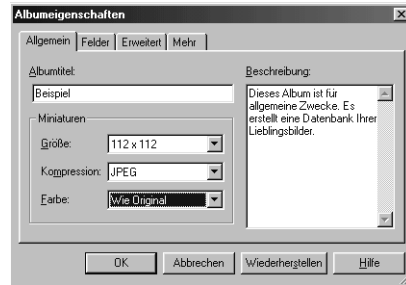 Albumeigenschaften
Allgemein Felder Erweitert Mehr
Albumtitel:
Beispiel
Miniaturen
Größe: 112 x 112
Kompression: JPEG
Farbe: Wie Original
Beschreibung:
Dieses Album ist für
allgemeine Zwecke. Es
erstellt eine Datenbank Ihrer
Lieblingsbilder.
OK Abbrechen Wiederherstellen Hilfe